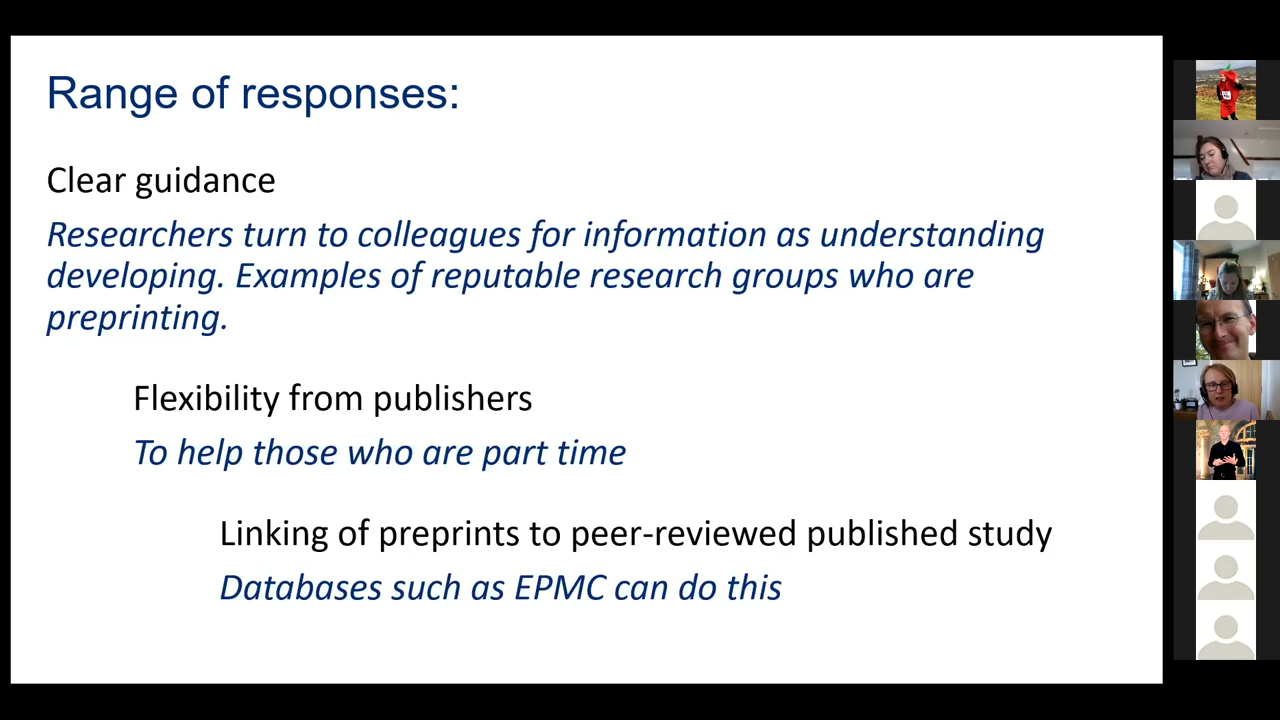 Range of responses:
Clear guidance
Researchers turn to colleagues for information as understanding
developing. Examples of reputable research groups who are
preprinting.
Flexibility from publishers
To help those who are part time
Linking of preprints to peer-reviewed published study
Databases such as EPMC can do this